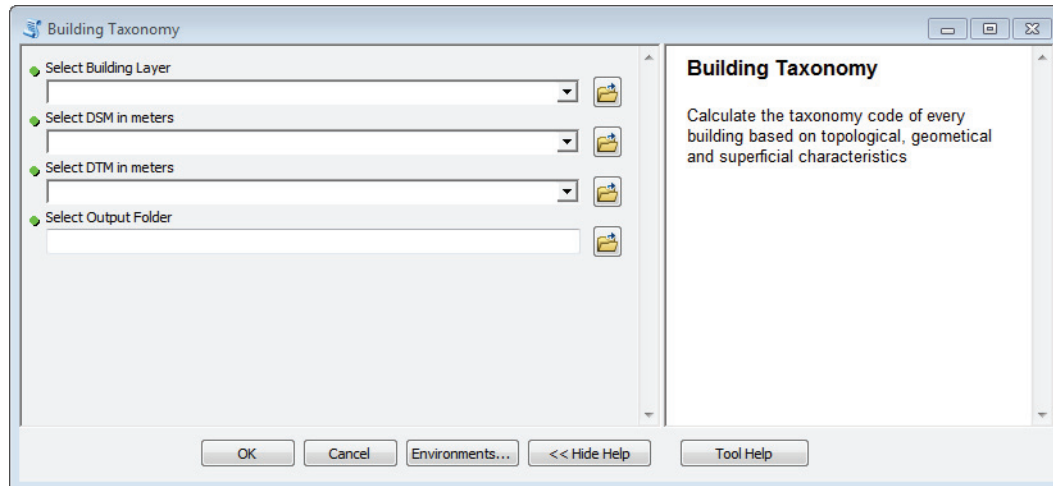 Building Taxonomy
Select Building Layer
Select DSM in meters
Select DTM in meters
Select Output Folder
Building Taxonomy
Calculate the taxonomy code of every
building based on topological, geometical
and superficial characteristics
OK
Cancel
Environments...
<< Hide Help
Tool Help